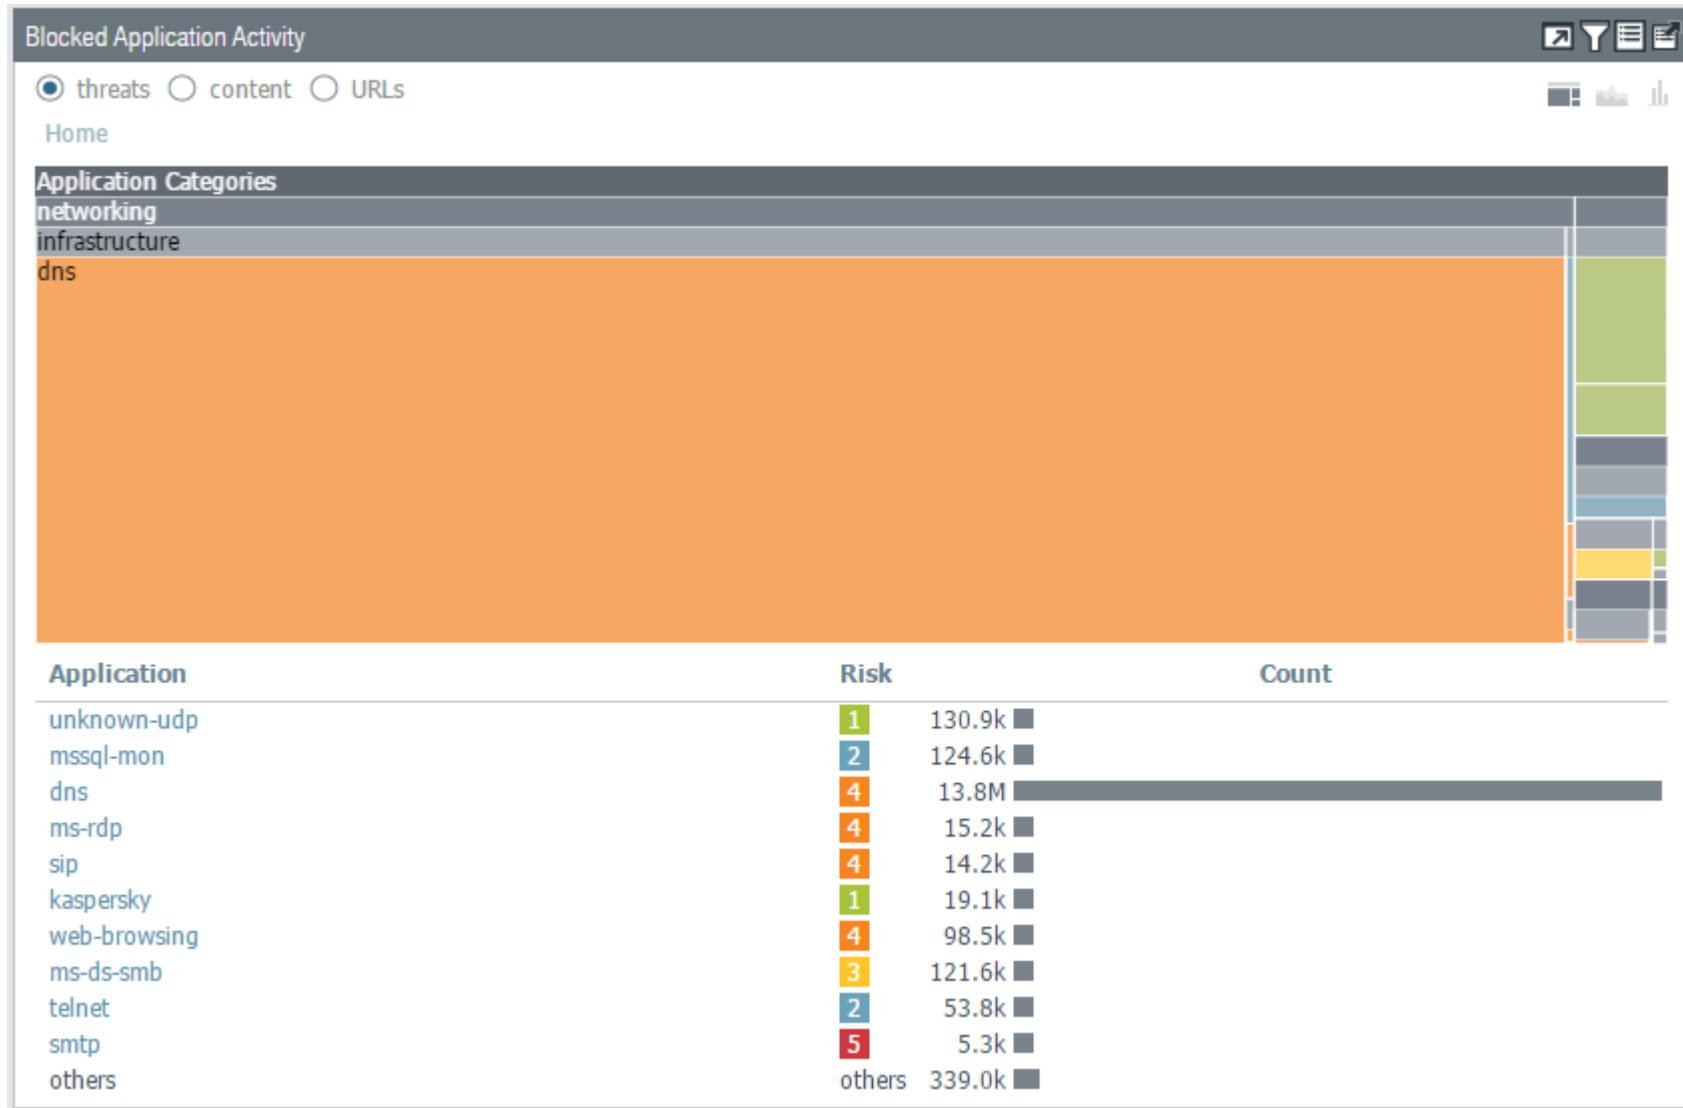 Blocked Application Activity
threats content URLs
Home
Application Categories
networking
infrastructure
dns
Application Risk Count
unknown-udp 1 130.9k
mssql-mon 2 124.6k
dns 4 13.8M
ms-rdp 4 15.2k
sip 4 14.2k
kaspersky 1 19.1k
web-browsing 4 98.5k
ms-ds-smb 3 121.6k
telnet 2 53.8k
smtp 5 5.3k
others others 339.0k